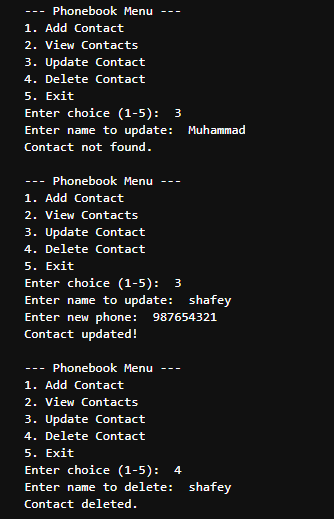 --- Phonebook Menu ---
1. Add Contact
2. View Contacts
3. Update Contact
4. Delete Contact
5. Exit
Enter choice (1-5):  3
Enter name to update:  Muhammad
Contact not found.

--- Phonebook Menu ---
1. Add Contact
2. View Contacts
3. Update Contact
4. Delete Contact
5. Exit
Enter choice (1-5):  3
Enter name to update:  shafey
Enter new phone:  987654321
Contact updated!

--- Phonebook Menu ---
1. Add Contact
2. View Contacts
3. Update Contact
4. Delete Contact
5. Exit
Enter choice (1-5):  4
Enter name to delete:  shafey
Contact deleted.